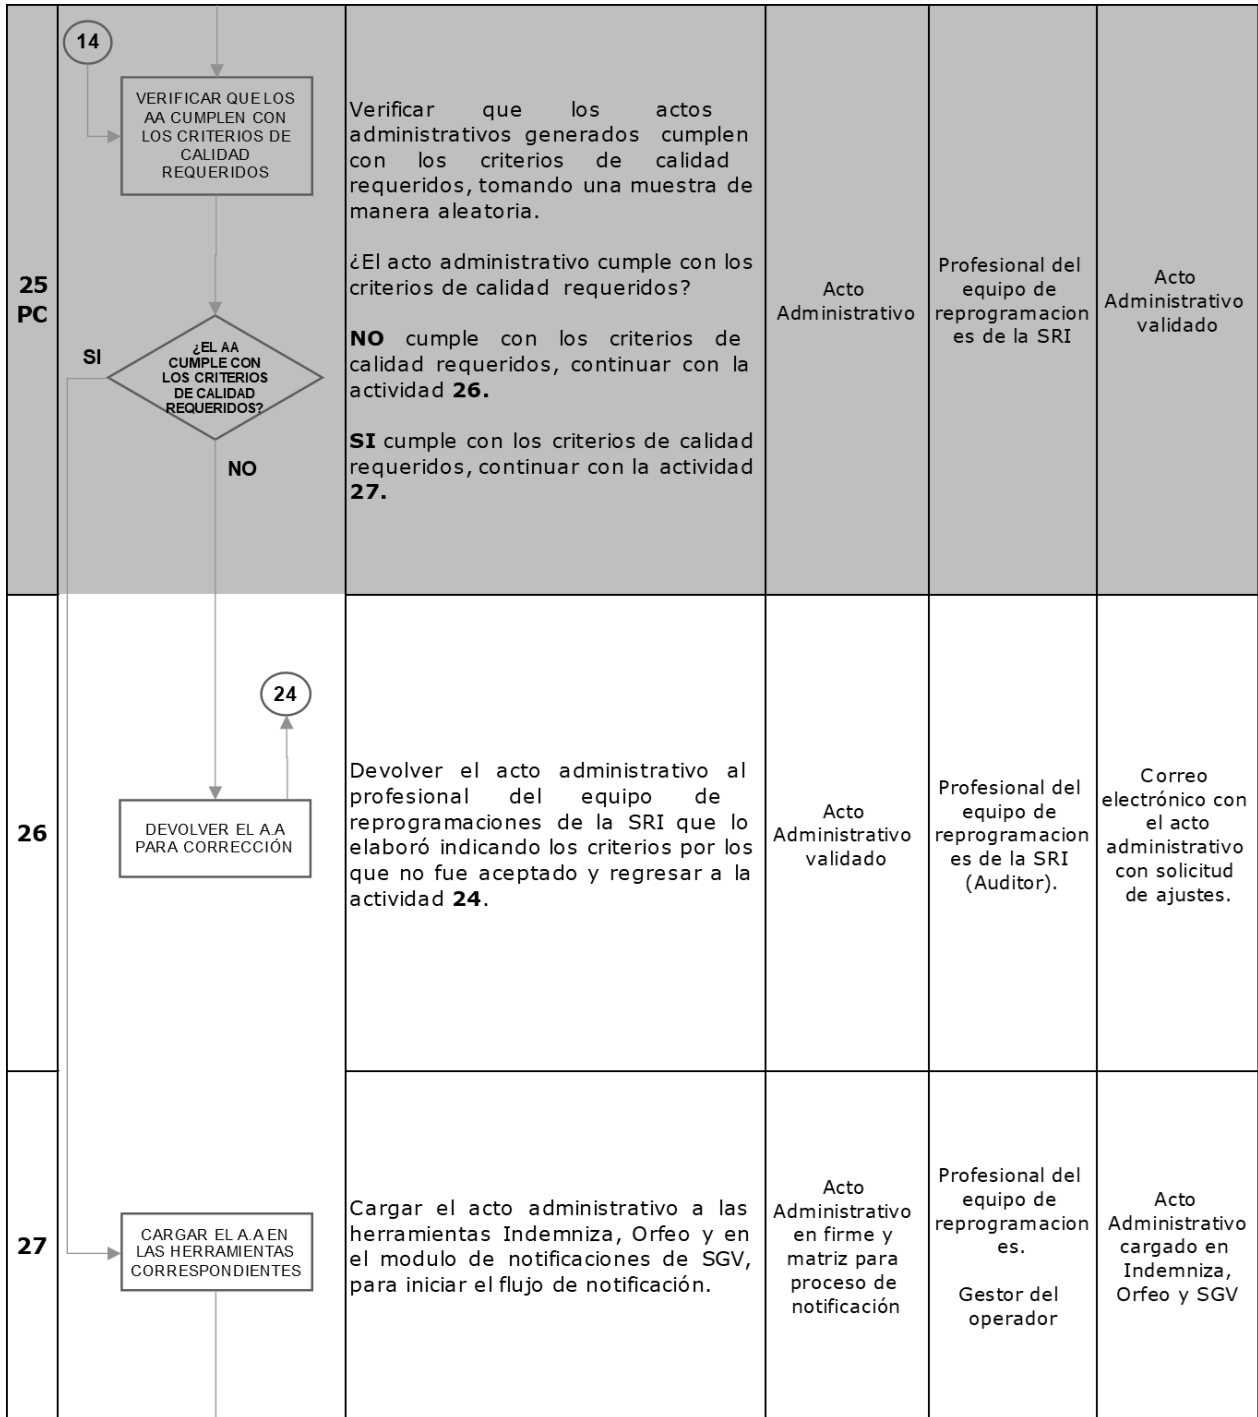 25
PC
14
VERIFICAR QUE LOS
AA CUMPLEN CON
LOS CRITERIOS DE
CALIDAD
REQUERIDOS
SI
¿EL AA
CUMPLE CON
LOS CRITERIOS
DE CALIDAD
REQUERIDOS?
NO
Verificar que los actos
administrativos generados cumplen
con los criterios de calidad
requeridos, tomando una muestra de
manera aleatoria.
¿El acto administrativo cumple con los
criterios de calidad requeridos?
NO cumple con los criterios de
calidad requeridos, continuar con la
actividad 26.
SI cumple con los criterios de calidad
requeridos, continuar con la actividad
27.
Acto
Administrativo
Profesional del
equipo de
reprogramacion
es de la SRI
Acto
Administrativo
validado
26
24
DEVOLVER EL A.A
PARA CORRECCIÓN
Devolver el acto administrativo al
profesional del equipo de
reprogramaciones de la SRI que lo
elaboró indicando los criterios por los
que no fue aceptado y regresar a la
actividad 24.
Acto
Administrativo
validado
Profesional del
equipo de
reprogramacion
es de la SRI
(Auditor).
Correo
electrónico con
el acto
administrativo
con solicitud
de ajustes.
27
CARGAR EL A.A EN
LAS HERRAMIENTAS
CORRESPONDIENTES
Cargar el acto administrativo a las
herramientas Indemniza, Orfeo y en
el modulo de notificaciones de SGV,
para iniciar el flujo de notificación.
Acto
Administrativo
en firme y
matriz para
proceso de
notificación
Profesional del
equipo de
reprogramacion
es.
Gestor del
operador
Acto
Administrativo
cargado en
Indemniza,
Orfeo y SGV